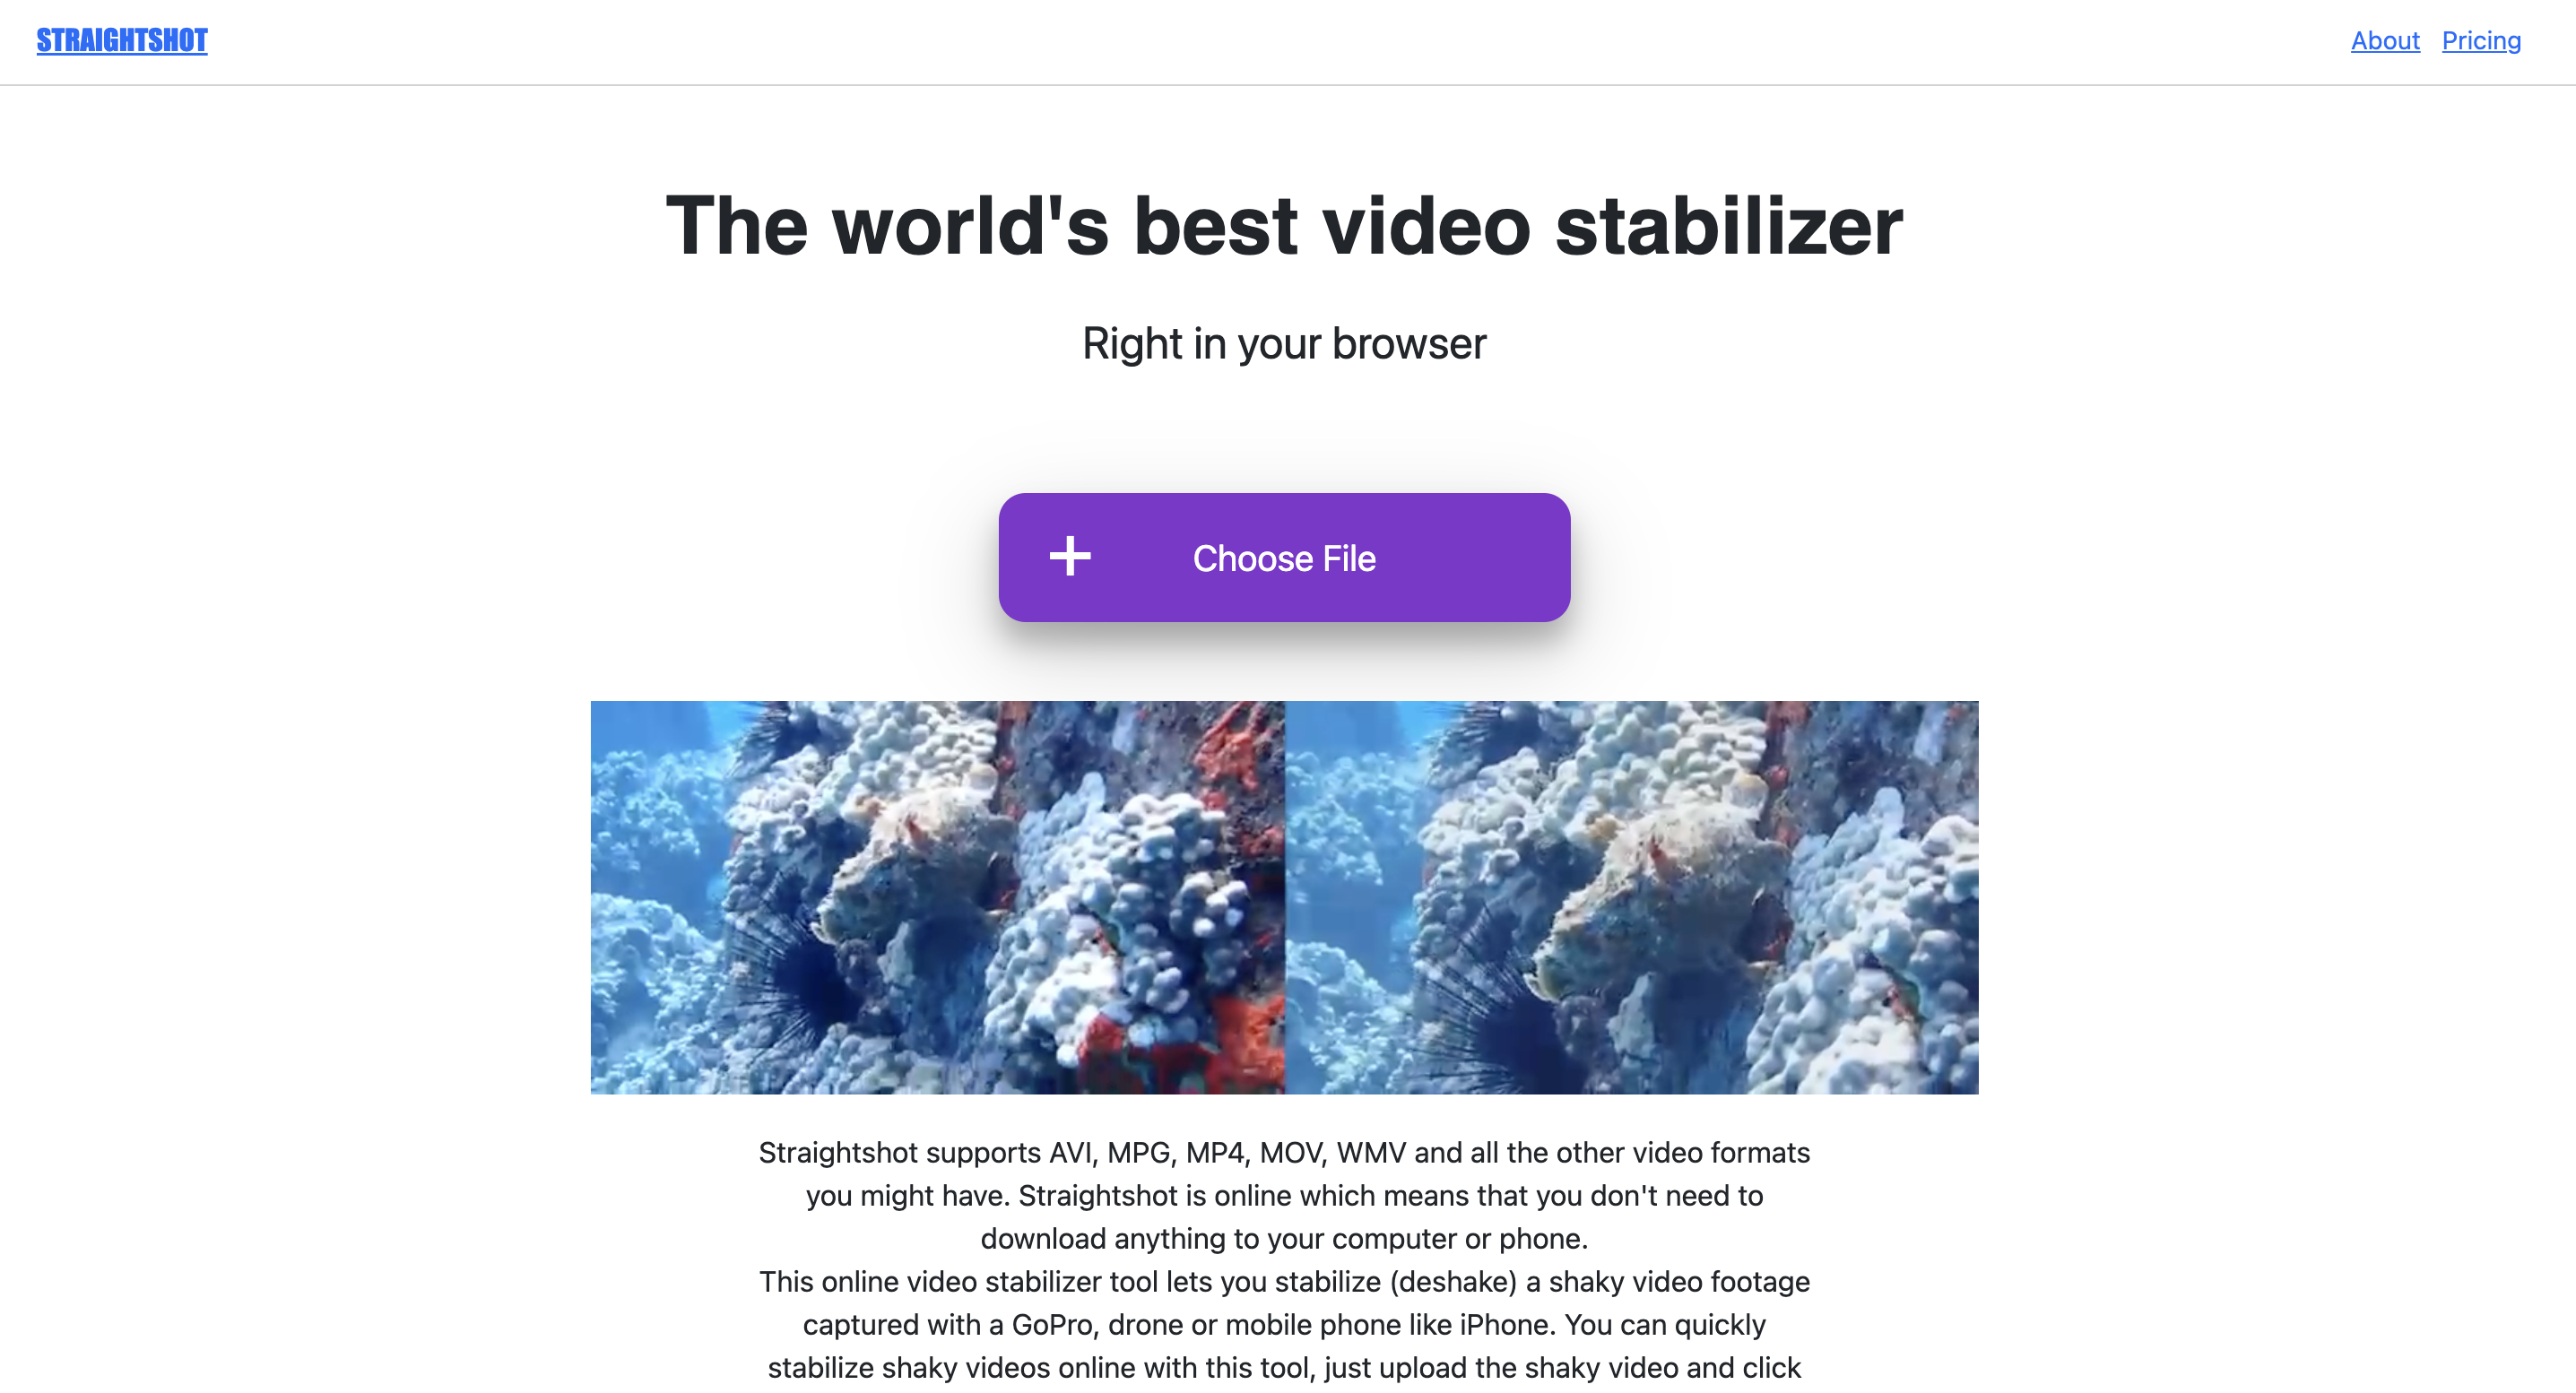 STRAIGHTSHOT
About Pricing
The world's best video stabilizer
Right in your browser
+ Choose File
Straightshot supports AVI, MPG, MP4, MOV, WMV and all the other video formats
you might have. Straightshot is online which means that you don't need to
download anything to your computer or phone.
This online video stabilizer tool lets you stabilize (deshake) a shaky video footage
captured with a GoPro, drone or mobile phone like iPhone. You can quickly
stabilize shaky videos online with this tool, just upload the shaky video and click